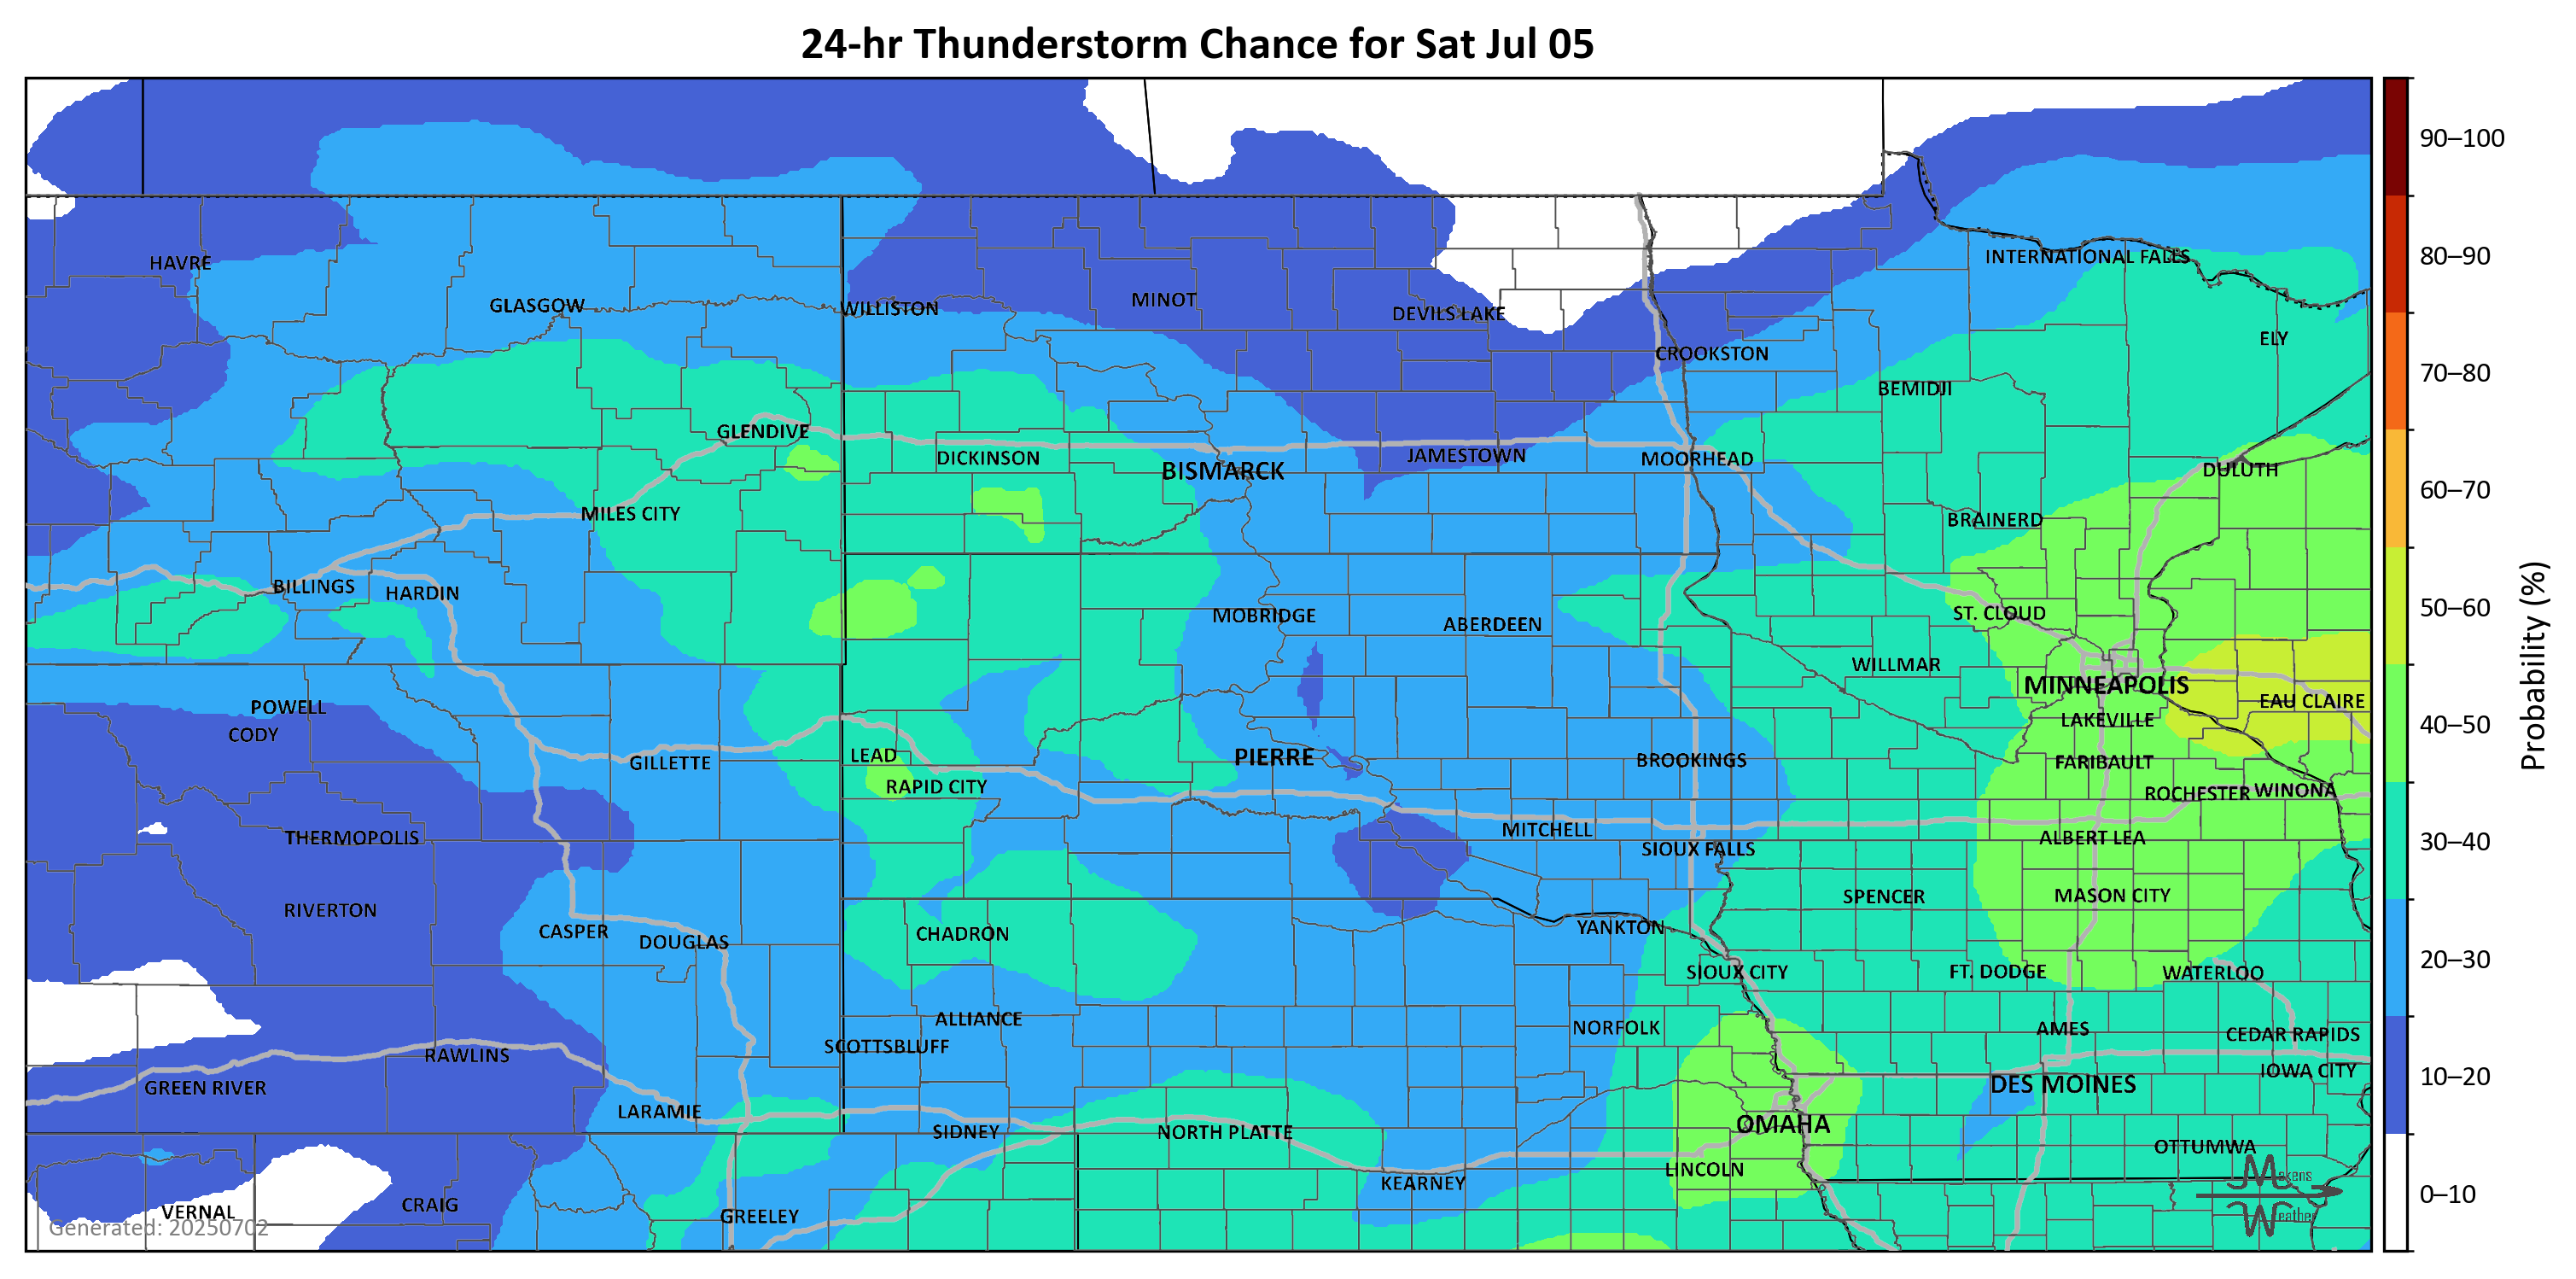 24-hr Thunderstorm Chance for Sat Jul 05
90–100
80–90
70–80
60–70
50–60
40–50
30–40
20–30
10–20
0–10
Probability (%)
HAVRE
INTERNATIONAL FALLS
GLASGOW
WILLISTON
MINOT
DEVILS LAKE
ELY
CROOKSTON
BEMIDJI
GLENDIVE
DICKINSON
BISMARCK
JAMESTOWN
MOORHEAD
DULUTH
MILES CITY
BRAINERD
BILLINGS
HARDIN
MOBRIDGE
ABERDEEN
ST. CLOUD
WILLMAR
MINNEAPOLIS
POWELL
EAU CLAIRE
CODY
LAKEVILLE
GILLETTE
LEAD
PIERRE
BROOKINGS
FARIBAULT
RAPID CITY
ROCHESTER
WINONA
THERMOPOLIS
MITCHELL
ALBERT LEA
SIOUX FALLS
RIVERTON
SPENCER
MASON CITY
CASPER
DOUGLAS
CHADRON
YANKTON
SIOUX CITY
FT. DODGE
WATERLOO
ALLIANCE
NORFOLK
AMES
CEDAR RAPIDS
RAWLINS
SCOTTSBLUFF
IOWA CITY
GREEN RIVER
DES MOINES
LARAMIE
SIDNEY
NORTH PLATTE
OMAHA
OTTUMWA
LINCOLN
KEARNEY
VERNAL
CRAIG
GREELEY
Generated: 20250702
Makens
Weather